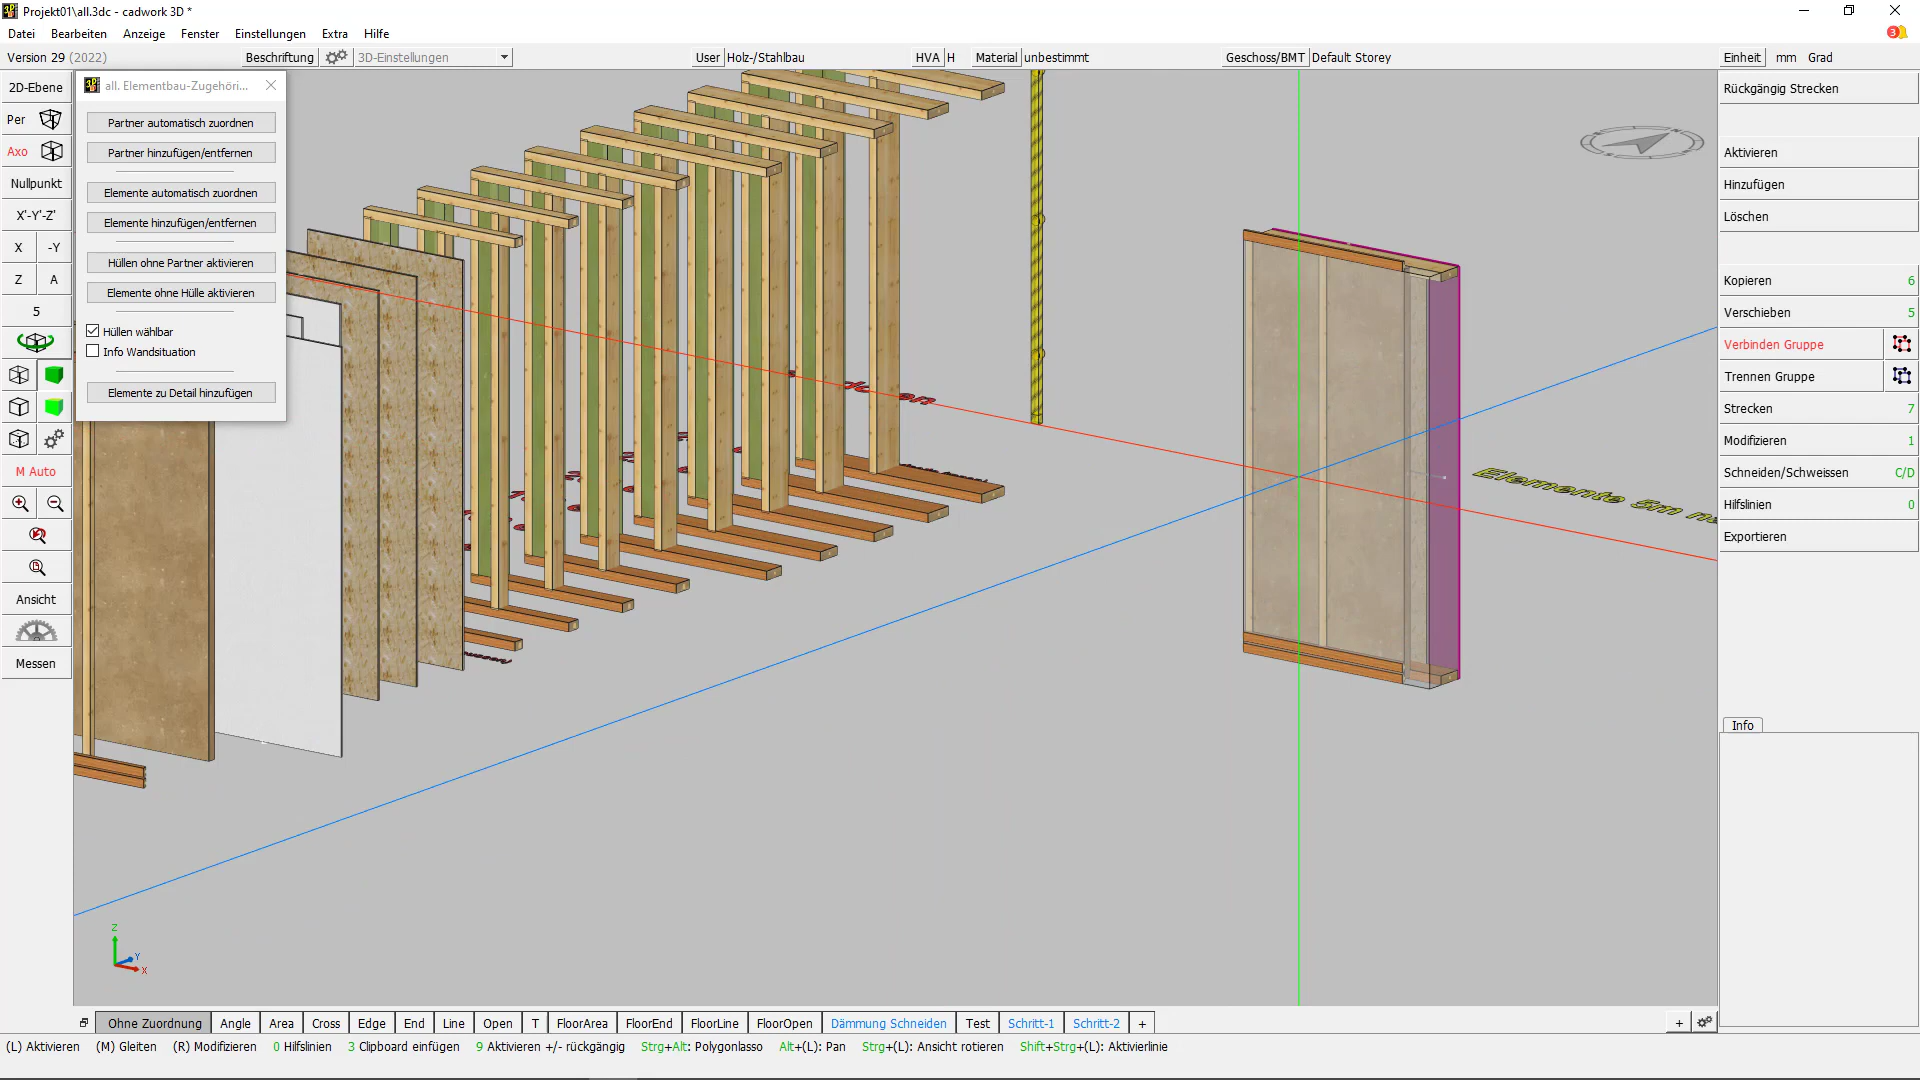 Projekt01\all.3dc - cadwork 3D *
Datei Bearbeiten Anzeige Fenster Einstellungen Extra Hilfe
3
Version 29 (2022) Beschriftung 3D-Einstellungen User Holz-/Stahlbau HVA H Material unbestimmt Geschoss/BMT Default Storey Einheit mm Grad
2D-Ebene
Per
Axo
Nullpunkt
X'-Y'-Z'
X -Y
Z A
5
M Auto
Ansicht
Messen
all. Elementbau-Zugehöri...
Partner automatisch zuordnen
Partner hinzufügen/entfernen
Elemente automatisch zuordnen
Elemente hinzufügen/entfernen
Hüllen ohne Partner aktivieren
Elemente ohne Hülle aktivieren
Hüllen wählbar
Info Wandsituation
Elemente zu Detail hinzufügen
Elemente 5m
Z
Y
X
Rückgängig Strecken
Aktivieren
Hinzufügen
Löschen
Kopieren 6
Verschieben 5
Verbinden Gruppe
Trennen Gruppe
Strecken 7
Modifizieren 1
Schneiden/Schweissen C/D
Hilfslinien 0
Exportieren
Info
Ohne Zuordnung Angle Area Cross Edge End Line Open T FloorArea FloorEnd FloorLine FloorOpen Dämmung Schneiden Test Schritt-1 Schritt-2 + +
(L) Aktivieren (M) Gleiten (R) Modifizieren 0 Hilfslinien 3 Clipboard einfügen 9 Aktivieren +/- rückgängig Strg+Alt: Polygonlasso Alt+(L): Pan Strg+(L): Ansicht rotieren Shift+Strg+(L): Aktivierlinie